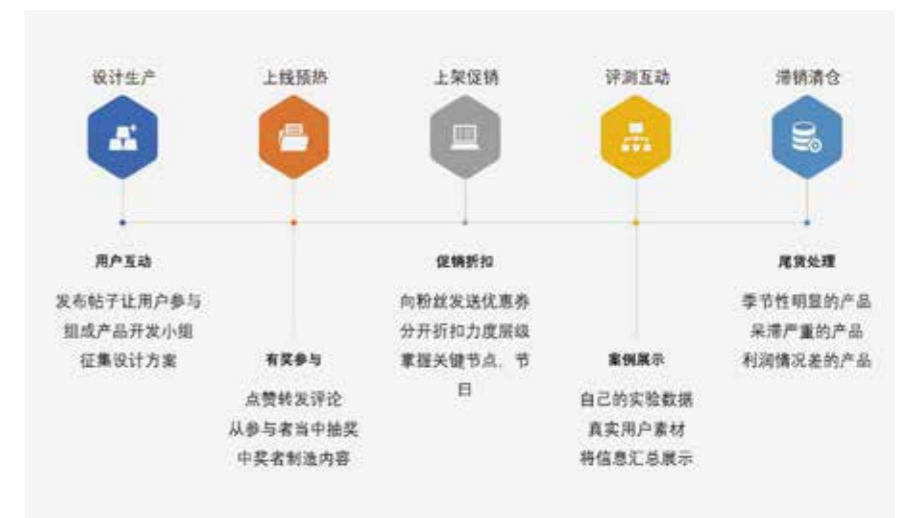 设计生产
上线预热
上架促销
评测互动
滞销清仓
用户互动
发布帖子让用户参与
组成产品开发小组
征集设计方案
有奖参与
点赞转发评论
从参与者当中抽奖
中奖者制造内容
促销折扣
向粉丝发送优惠券
分开折扣力度层级
掌握关键节点、节
日
案例展示
自己的实验数据
真实用户素材
将信息汇总展示
尾货处理
季节性明显的产品
呆滞严重的产品
利润情况差的产品